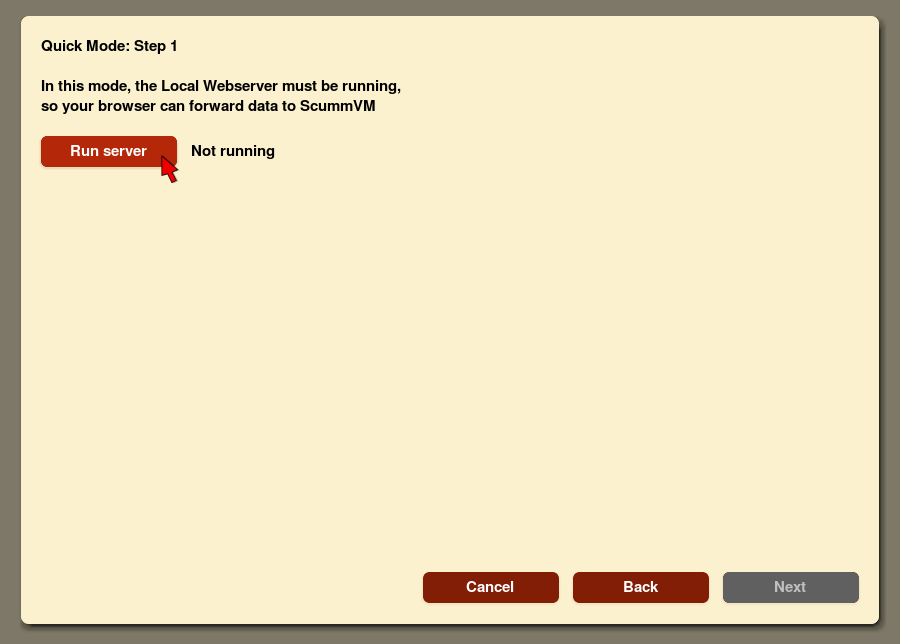 Quick Mode: Step 1
In this mode, the Local Webserver must be running,
so your browser can forward data to ScummVM
Run server
Not running
Cancel
Back
Next